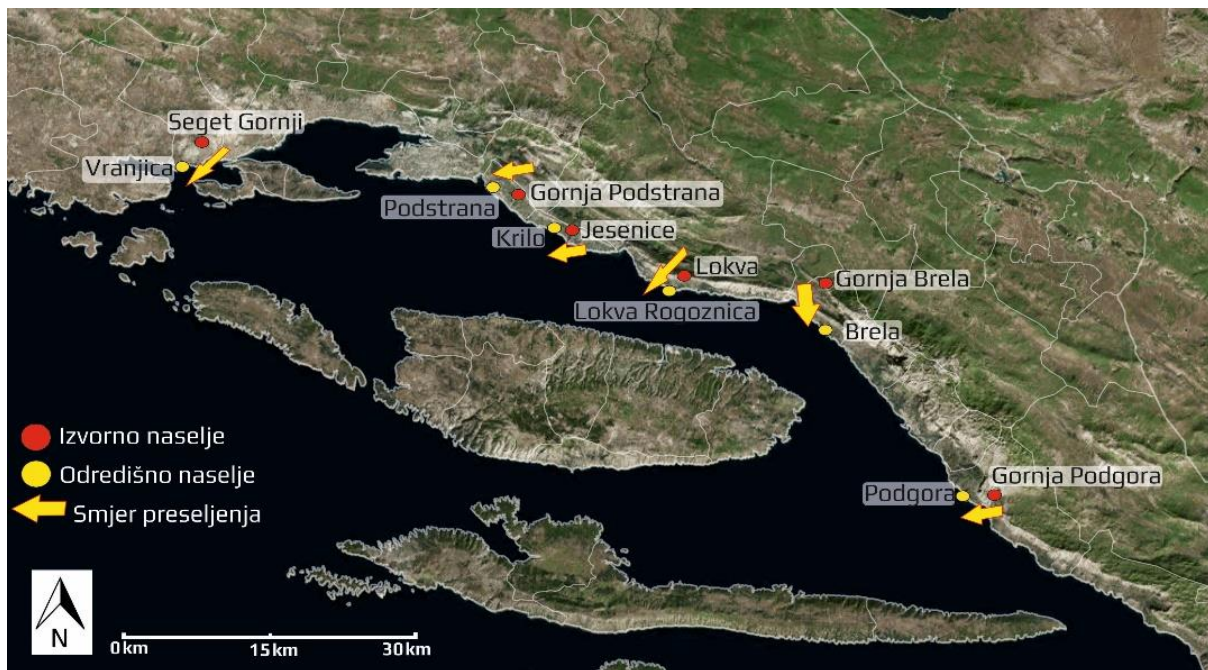 Seget Gornji
Vranjica
Gornja Podstrana
Podstrana
Krilo
Jesenice
Lokva
Lokva Rogoznica
Gornja Brela
Brela
Izvorno naselje
Odredišno naselje
Smjer preseljenja
Podgora
Gornja Podgora
N
0km 15km 30km